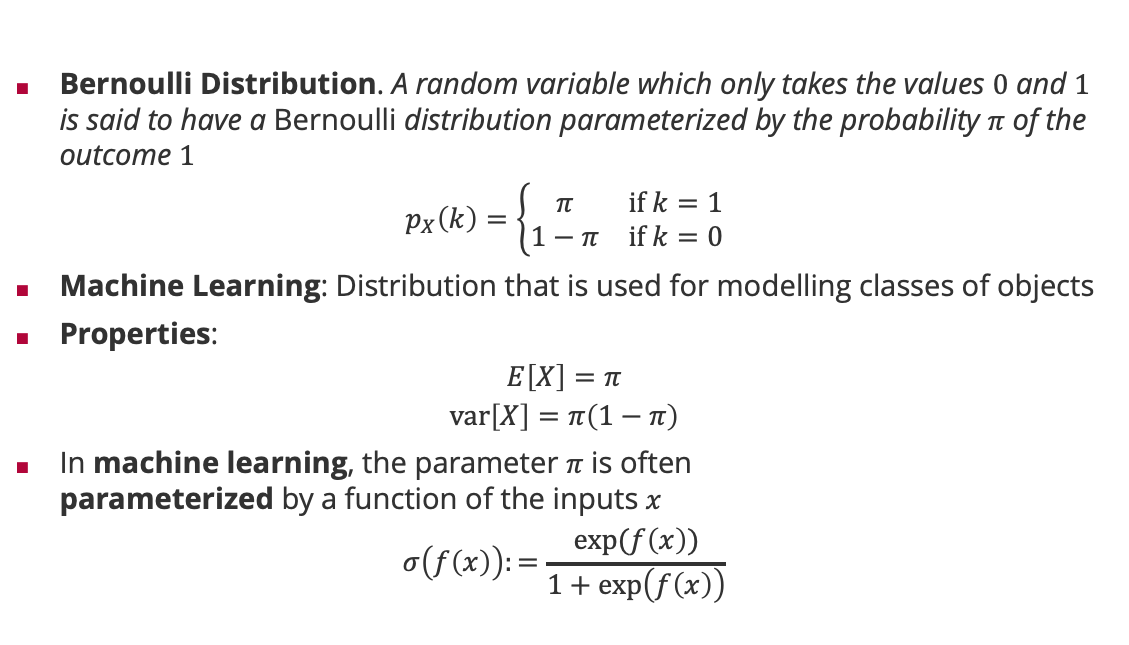 ▪ Bernoulli Distribution. A random variable which only takes the values 0 and 1
is said to have a Bernoulli distribution parameterized by the probability π of the
outcome 1
p_X(k) = { π if k = 1
1 − π if k = 0
▪ Machine Learning: Distribution that is used for modelling classes of objects
▪ Properties:
E[X] = π
var[X] = π(1 − π)
▪ In machine learning, the parameter π is often
parameterized by a function of the inputs x
σ(f(x)): = exp(f(x)) / 1 + exp(f(x))